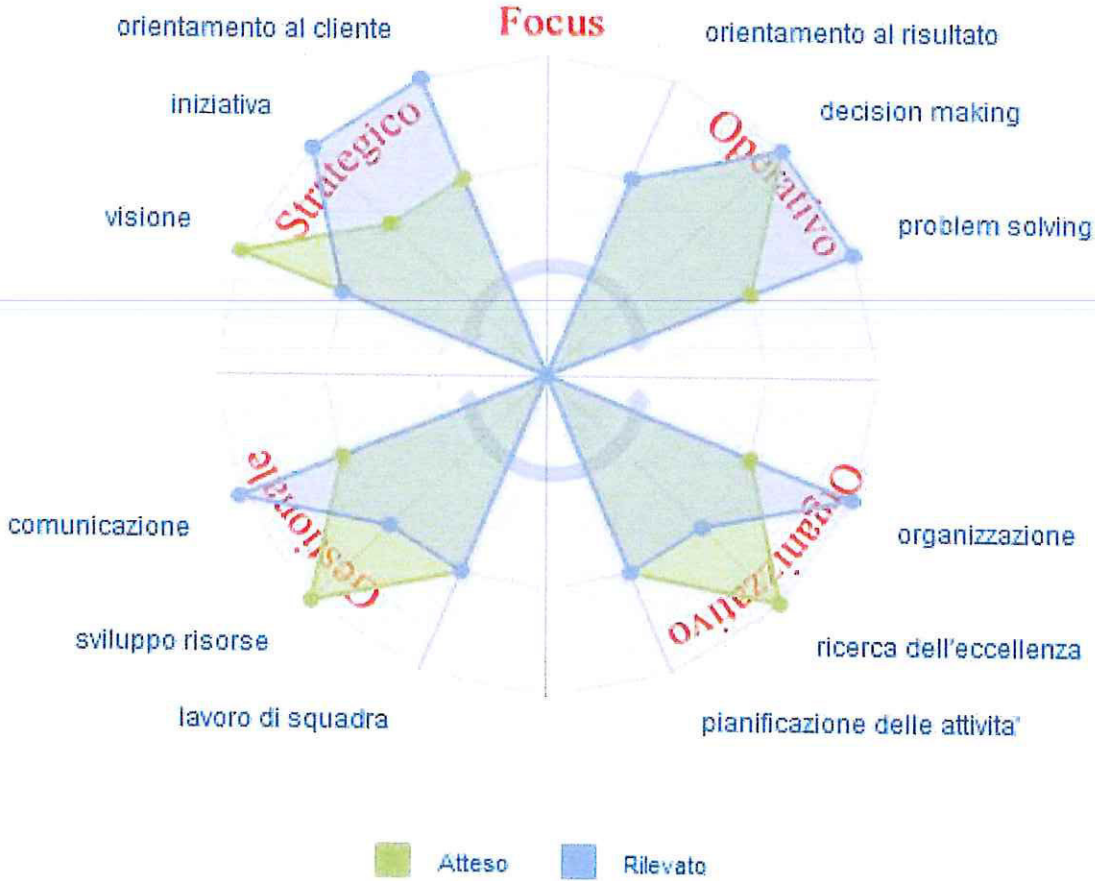 orientamento al cliente
Focus
orientamento al risultato
iniziativa
Strategico
Operativo
decision making
visione
problem solving
comunicazione
Gestionale
Organizzativo
organizzazione
sviluppo risorse
ricerca dell'eccellenza
lavoro di squadra
pianificazione delle attivita'
Atteso
Rilevato